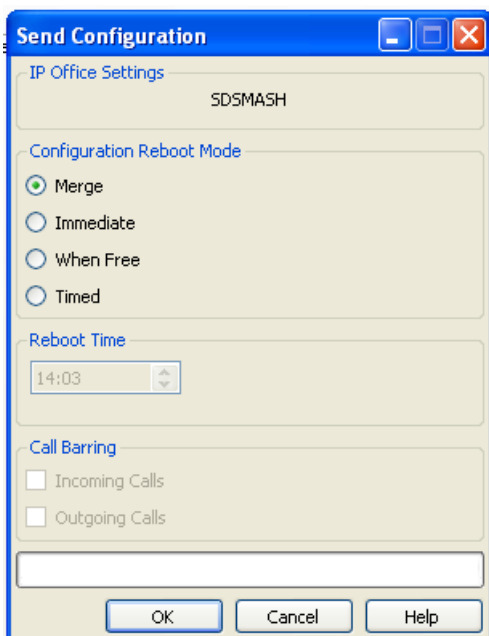 Send Configuration
IP Office Settings
SDSMASH
Configuration Reboot Mode
Merge
Immediate
When Free
Timed
Reboot Time
14:03
Call Barring
Incoming Calls
Outgoing Calls
OK Cancel Help